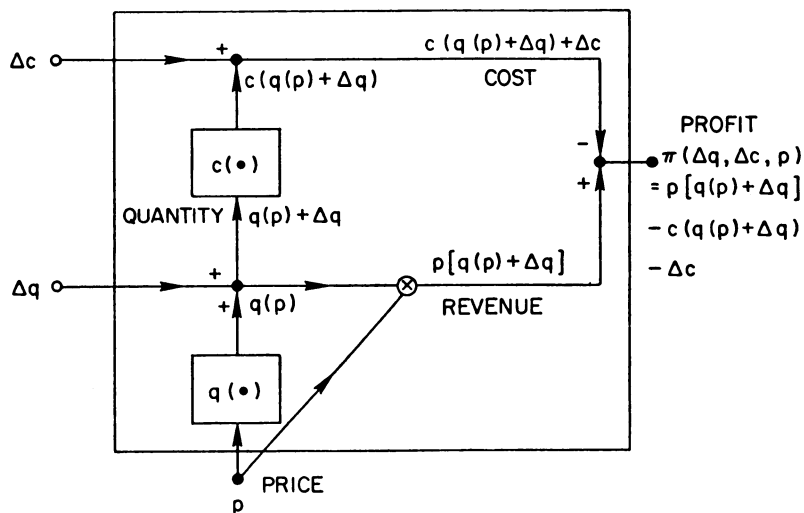 c(q(p)+Δq)+Δc
Δc
+
c(q(p)+Δq)
COST
PROFIT
-
π(Δq,Δc,p)
c(•)
+
= p[q(p)+Δq]
QUANTITY
q(p)+Δq
-c(q(p)+Δq)
p[q(p)+Δq]
-Δc
Δq
+
+
q(p)
⊗
REVENUE
q(•)
PRICE
p